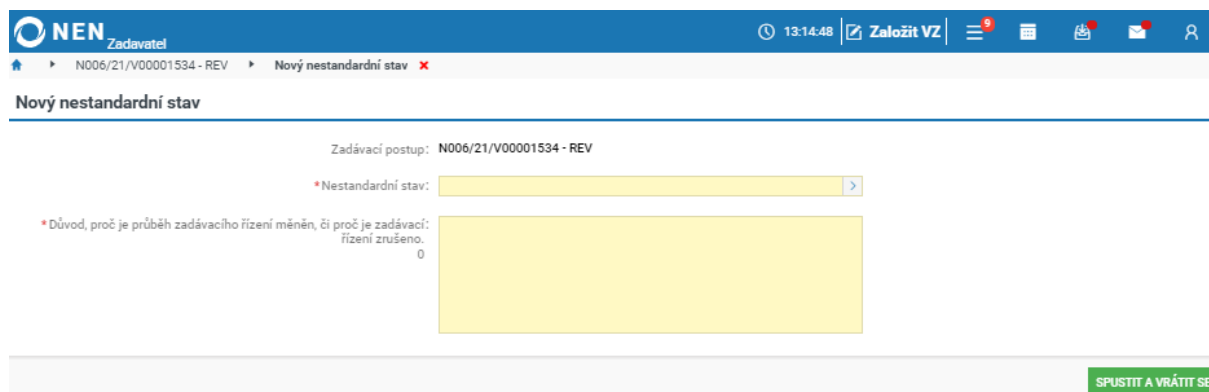 NEN Zadavatel
13:14:48 Založit VZ 9
N006/21/V00001534 - REV Nový nestandardní stav
Nový nestandardní stav
Zadávací postup: N006/21/V00001534 - REV
*Nestandardní stav:
*Důvod, proč je průběh zadávacího řízení měněn, či proč je zadávací:
řízení zrušeno.
0
SPUSTIT A VRÁTIT SE